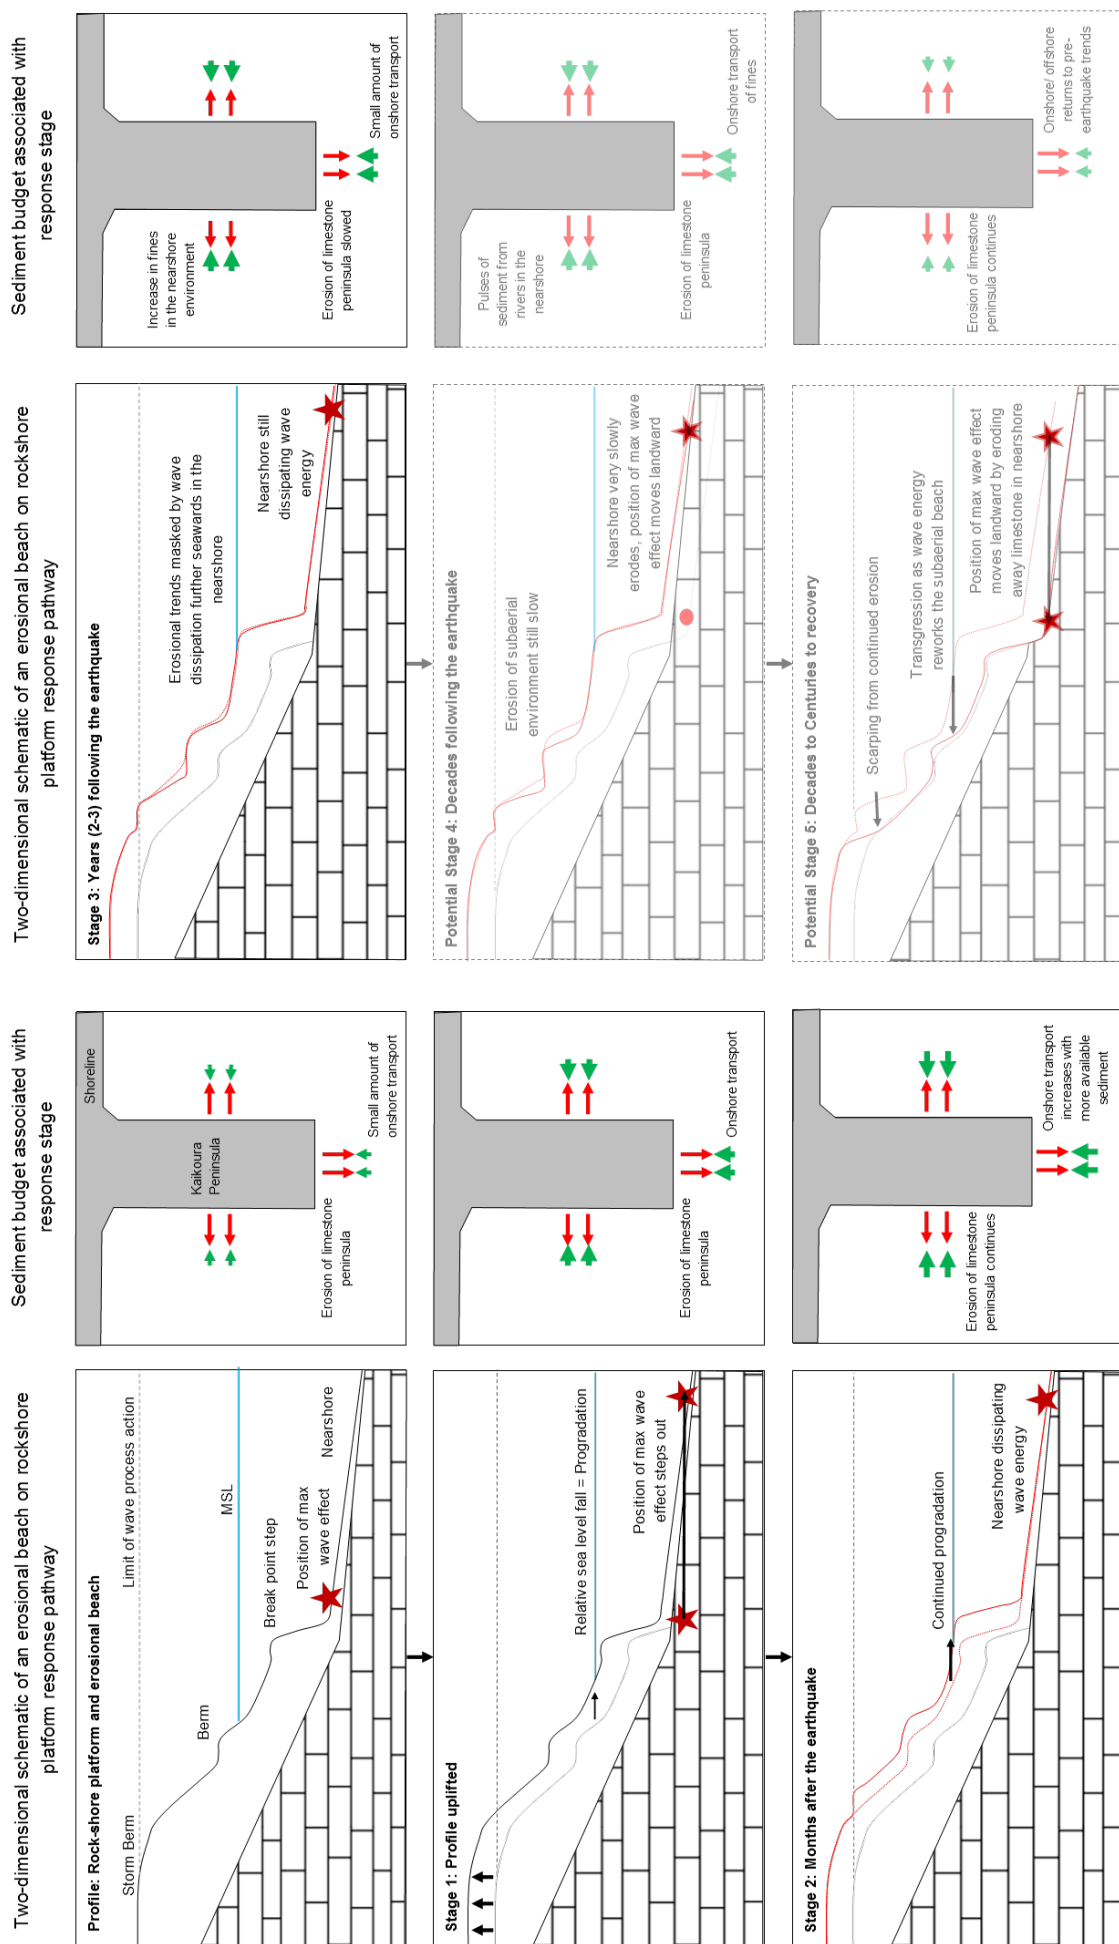 Two-dimensional schematic of an erosional beach on rockshore
platform response pathway
Sediment budget associated with
response stage
Two-dimensional schematic of an erosional beach on rockshore
platform response pathway
Sediment budget associated with
response stage
Profile: Rock-shore platform and erosional beach
Storm Berm
Limit of wave process action
Berm
MSL
Break point step
Position of max
wave effect
Nearshore
Shoreline
Kaikoura
Peninsula
Erosion of limestone
peninsula
Small amount of
onshore transport
Stage 3: Years (2-3) following the earthquake
Erosional trends masked by wave
dissipation further seawards in the
nearshore
Nearshore still
dissipating wave
energy
Increase in fines
in the nearshore
environment
Erosion of limestone
peninsula slowed
Small amount of
onshore transport
Stage 1: Profile uplifted
Relative sea level fall = Progradation
Position of max wave
effect steps out
Erosion of limestone
peninsula
Onshore transport
Potential Stage 4: Decades following the earthquake
Erosion of subaerial
environment still slow
Nearshore very slowly
erodes, position of max wave
effect moves landward
Pulses of
sediment from
rivers in the
nearshore
Erosion of limestone
peninsula
Onshore transport
of fines
Stage 2: Months after the earthquake
Continued progradation
Nearshore dissipating
wave energy
Erosion of limestone
peninsula continues
Onshore transport
increases with
more available
sediment
Potential Stage 5: Decades to Centuries to recovery
Scarping from continued erosion
Transgression as wave energy
reworks the subaerial beach
Position of max wave effect
moves landward by eroding
away limestone in nearshore
Erosion of limestone
peninsula continues
Onshore/ offshore
returns to pre-
earthquake trends